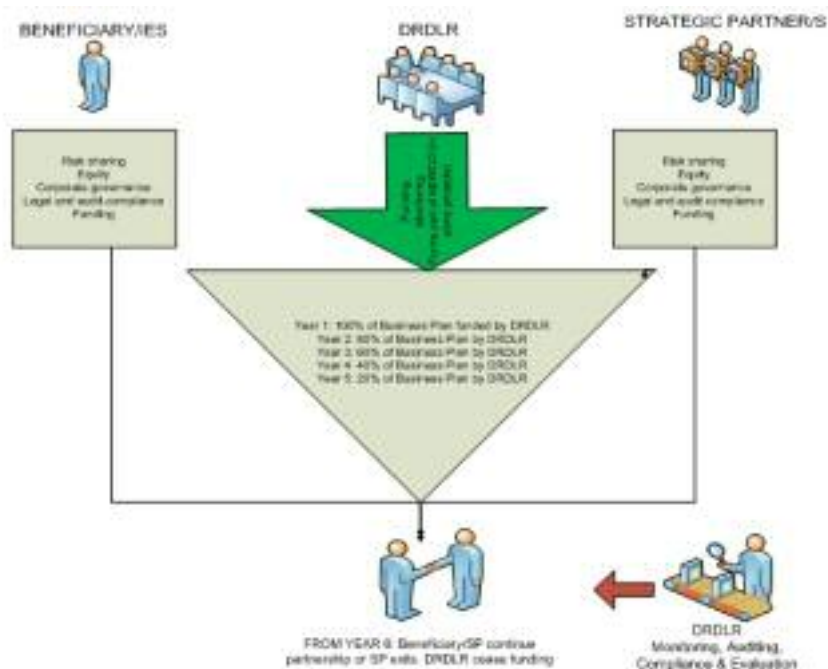 BENEFICIARY/IES
DRDLR
STRATEGIC PARTNER/S
Risk sharing
Equity
Corporate governance
Legal and audit compliance
Funding
Funding
Monitoring
Risk sharing
Equity
Corporate governance
Legal and audit compliance
Funding
Year 1: 100% of Business Plan funded by DRDLR
Year 2: 80% of Business Plan by DRDLR
Year 3: 60% of Business Plan by DRDLR
Year 4: 40% of Business Plan by DRDLR
Year 5: 20% of Business Plan by DRDLR
FROM YEAR 6: Beneficiary/SP continue
partnership or SP exits. DRDLR cease funding
DRDLR
Monitoring, Auditing,
Compliance & Evaluation